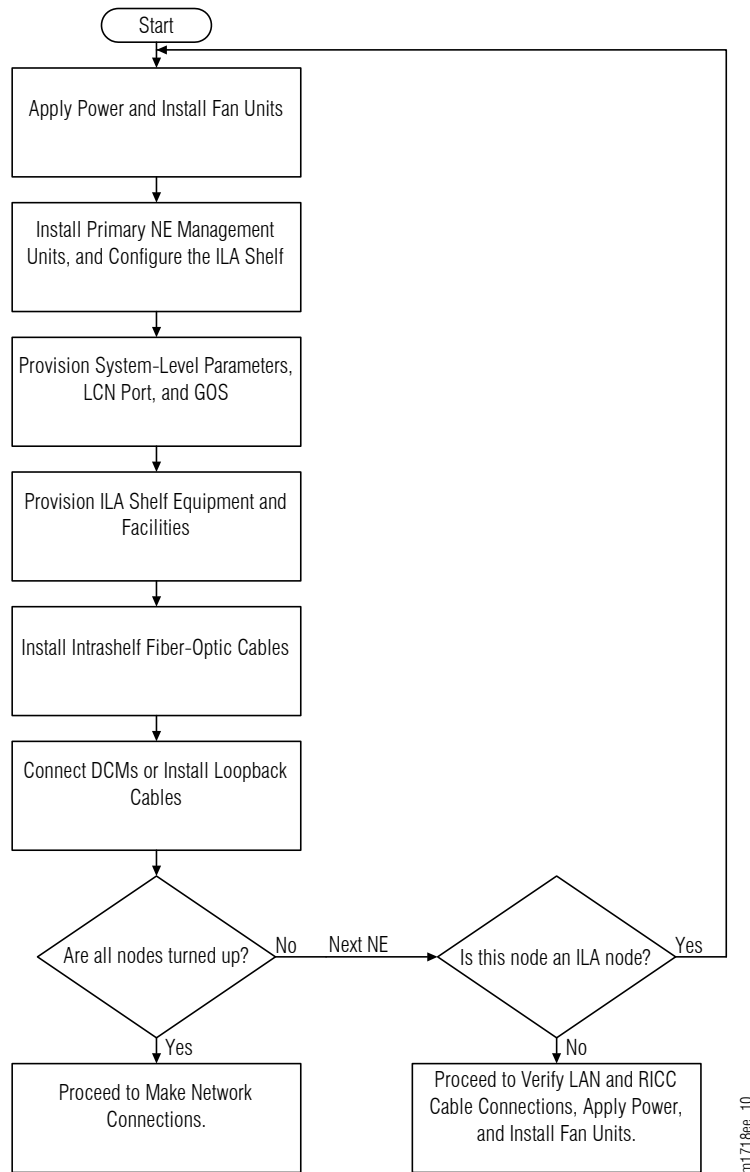 Start
Apply Power and Install Fan Units
Install Primary NE Management
Units, and Configure the ILA Shelf
Provision System-Level Parameters,
LCN Port, and GOS
Provision ILA Shelf Equipment and
Facilities
Install Intrashelf Fiber-Optic Cables
Connect DCMs or Install Loopback
Cables
Are all nodes turned up?
No
Next NE
Is this node an ILA node?
Yes
Yes
No
Proceed to Make Network
Connections.
Proceed to Verify LAN and RICC
Cable Connections, Apply Power,
and Install Fan Units.
m1718ee_10